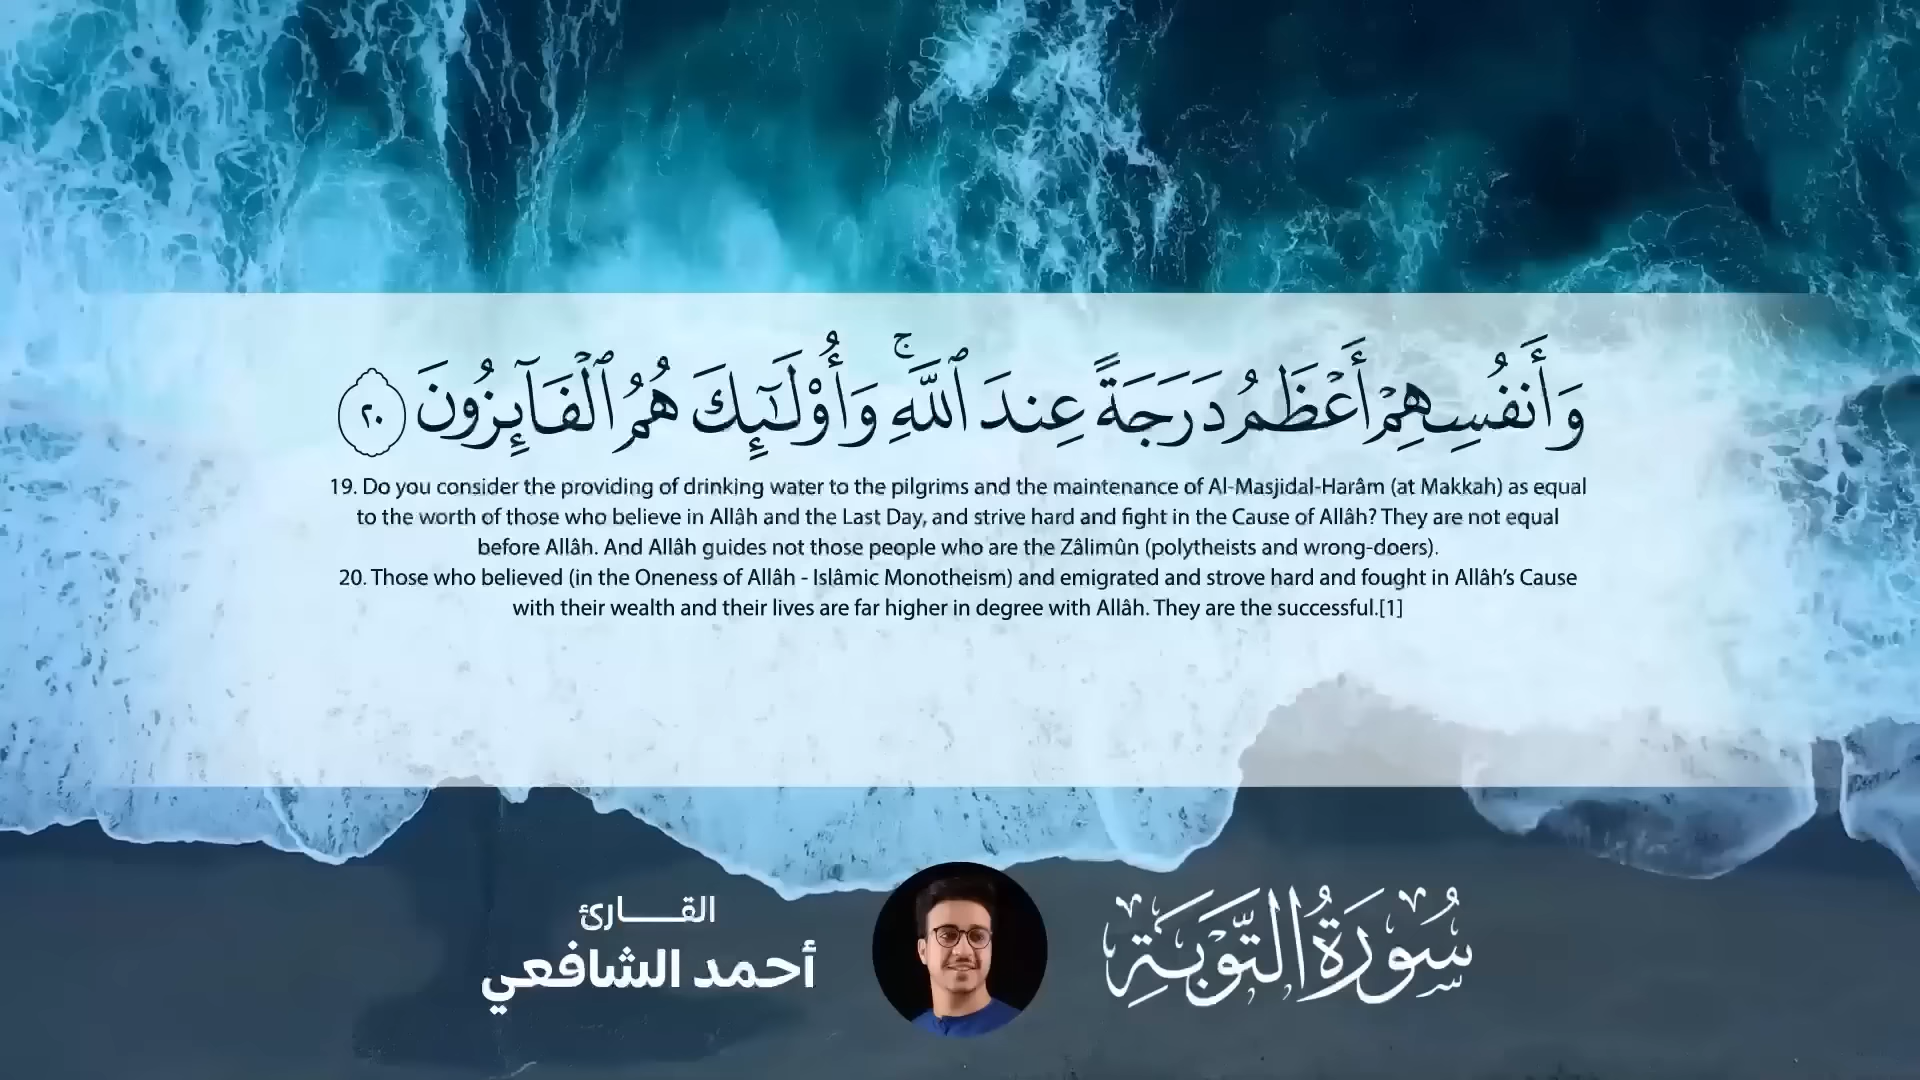 وَأَنفُسِهِمْ أَعْظَمُ دَرَجَةً عِندَ ٱللَّهِ ۚ وَأُو۟لَـٰٓئِكَ هُمُ ٱلْفَآئِزُونَ ٢٠
19. Do you consider the providing of drinking water to the pilgrims and the maintenance of Al-Masjidal-Harâm (at Makkah) as equal
to the worth of those who believe in Allâh and the Last Day, and strive hard and fight in the Cause of Allâh? They are not equal
before Allâh. And Allâh guides not those people who are the Zâlimûn (polytheists and wrong-doers).
20. Those who believed (in the Oneness of Allâh - Islâmic Monotheism) and emigrated and strove hard and fought in Allâh’s Cause
with their wealth and their lives are far higher in degree with Allâh. They are the successful.[1]
سُورَةُ التَّوْبَةِ
القـــــارئ
أحمد الشافعي